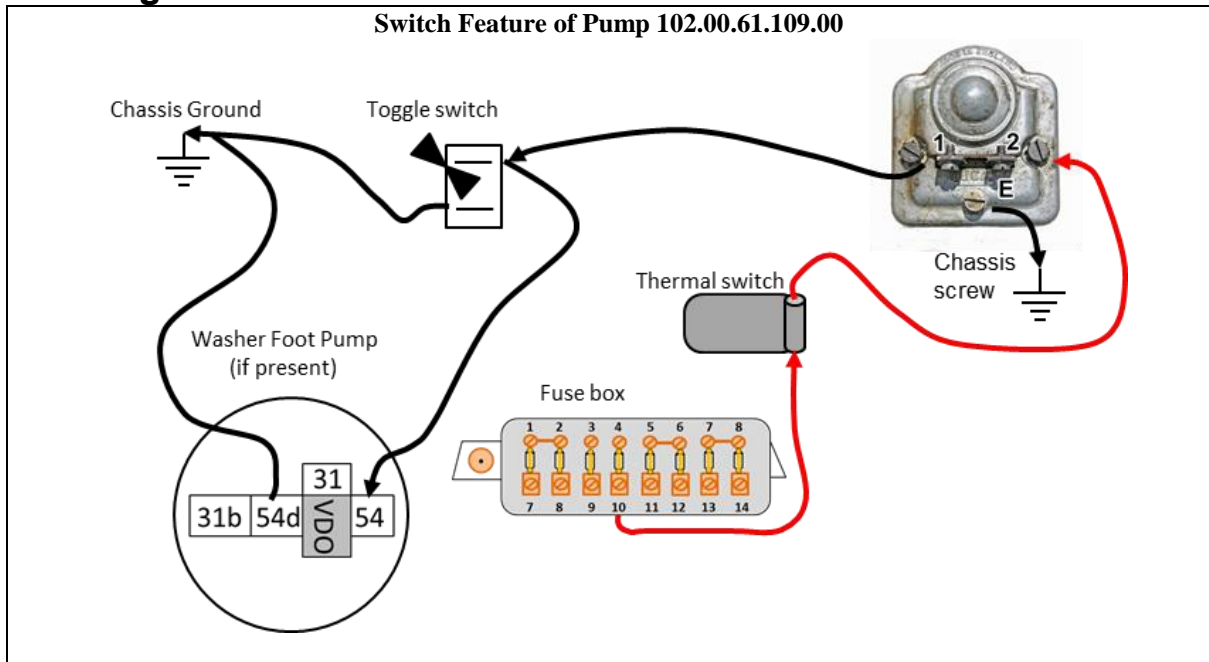 Switch Feature of Pump 102.00.61.109.00
Chassis Ground
Toggle switch
1 2
E
Chassis
screw
Thermal switch
Washer Foot Pump
(if present)
Fuse box
1 2 3 4 5 6 7 8
7 8 9 10 11 12 13 14
31
31b 54d VDO 54